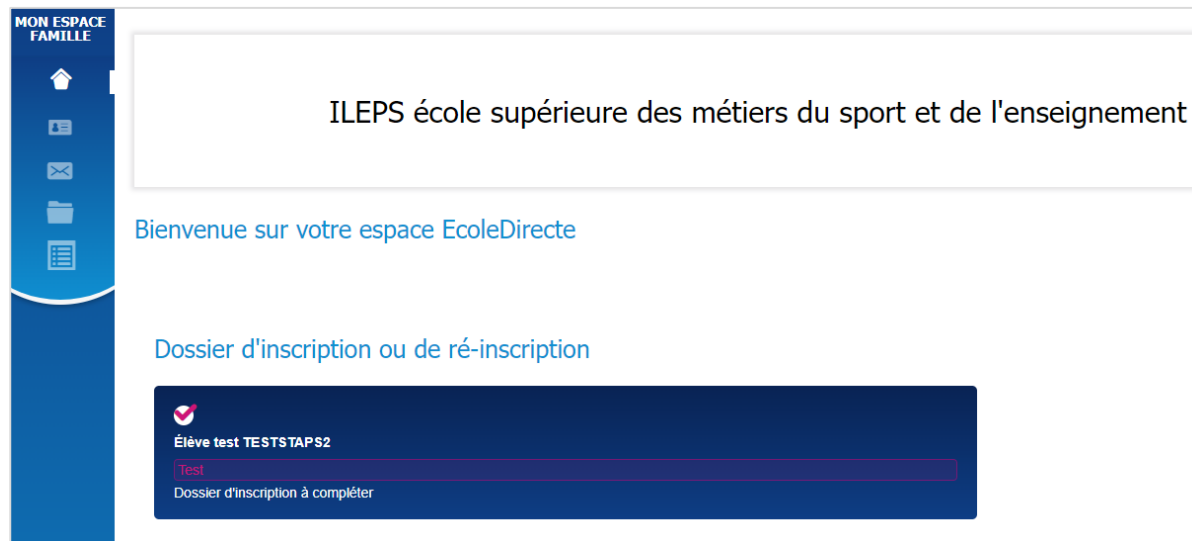 MON ESPACE
FAMILLE
ILEPS école supérieure des métiers du sport et de l'enseignement
Bienvenue sur votre espace EcoleDirecte
Dossier d'inscription ou de ré-inscription
Élève test TESTSTAPS2
Test
Dossier d'inscription à compléter